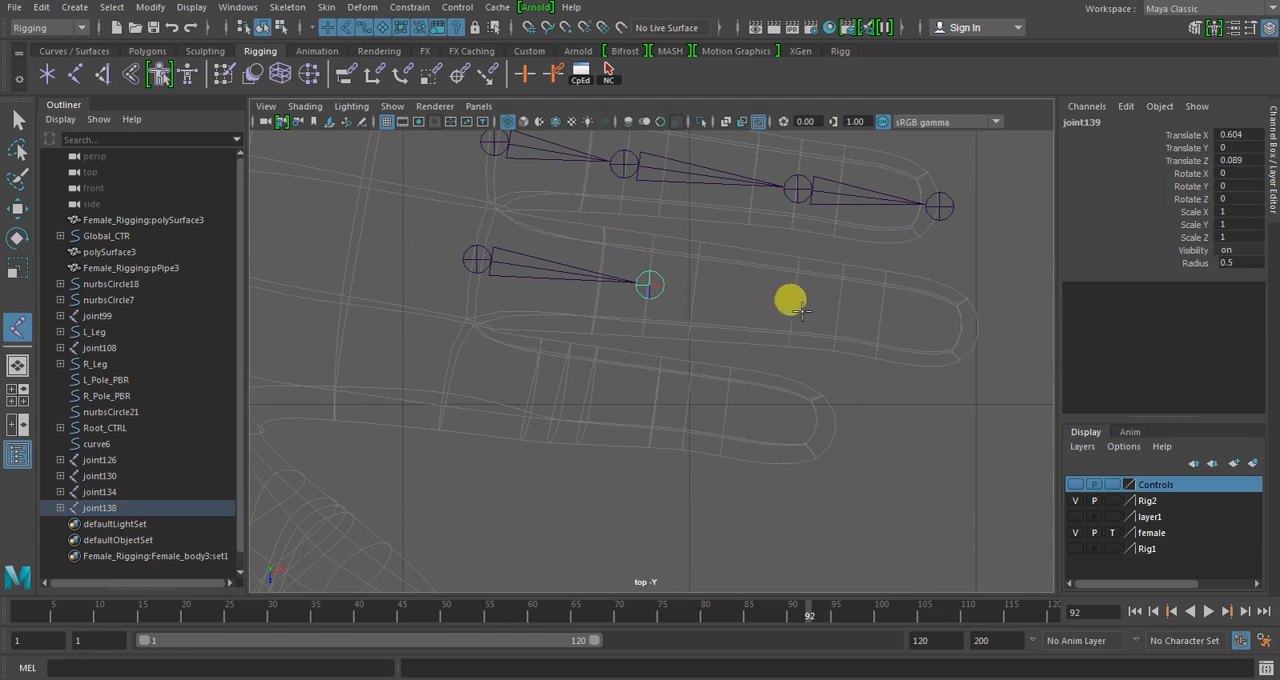 File Edit Create Select Modify Display Windows Skeleton Skin Deform Constrain Control Cache [Arnold] Help Workspace : Maya Classic
Rigging No Live Surface Sign In
Curves / Surfaces Polygons Sculpting Rigging Animation Rendering FX FX Caching Custom Arnold Bifrost MASH Motion Graphics XGen Rigg
CpEd NC
Outliner
Display Show Help
Search...
persp
top
front
side
Female_Rigging:polySurface3
Global_CTR
polySurface3
Female_Rigging:pPipe3
nurbsCircle18
nurbsCircle7
joint99
L_Leg
joint108
R_Leg
L_Pole_PBR
R_Pole_PBR
nurbsCircle21
Root_CTRL
curve6
joint126
joint130
joint134
joint138
defaultLightSet
defaultObjectSet
Female_Rigging:Female_body3:set1
View Shading Lighting Show Renderer Panels
0.00 1.00 sRGB gamma
top -Y
Channels Edit Object Show
joint139
Translate X 0.604
Translate Y 0
Translate Z 0.089
Rotate X 0
Rotate Y 0
Rotate Z 0
Scale X 1
Scale Y 1
Scale Z 1
Visibility on
Radius 0.5
Channel Box / Layer Editor
Display Anim
Layers Options Help
P Controls
V P Rig2
P layer1
V P T female
Rig1
5 10 15 20 25 30 35 40 45 50 55 60 65 70 75 80 85 90 95 100 105 110 115 120
92 92
1 1 1 120 120 200 No Anim Layer No Character Set
MEL